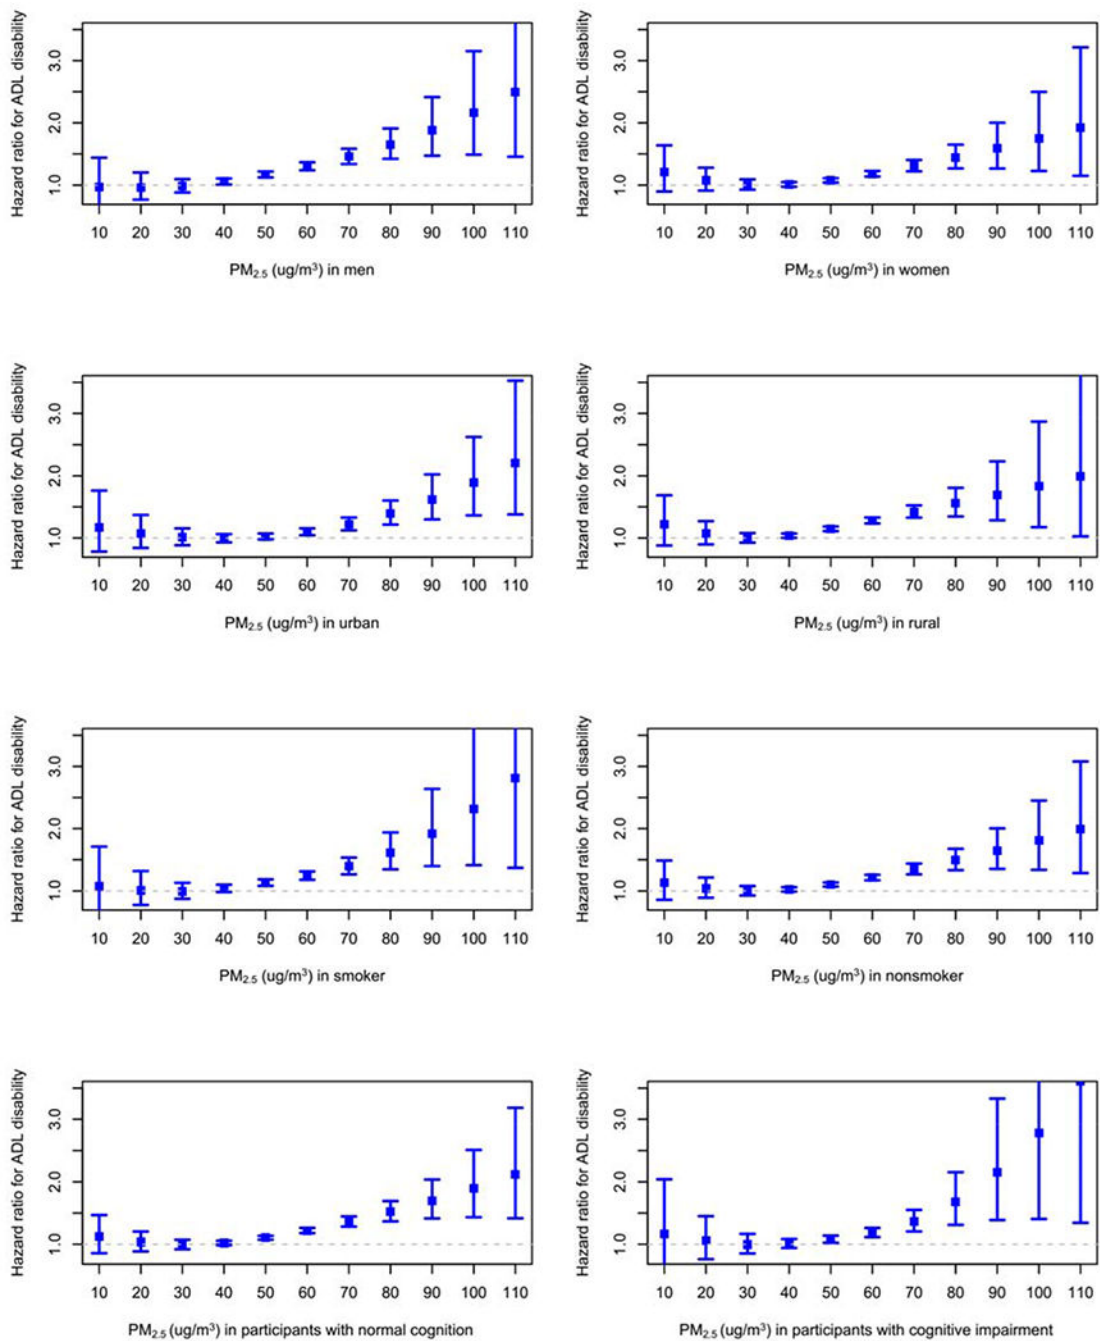 Hazard ratio for ADL disability
3.0
2.0
1.0
10 20 30 40 50 60 70 80 90 100 110
PM2.5 (ug/m³) in men
Hazard ratio for ADL disability
3.0
2.0
1.0
10 20 30 40 50 60 70 80 90 100 110
PM2.5 (ug/m³) in women
Hazard ratio for ADL disability
3.0
2.0
1.0
10 20 30 40 50 60 70 80 90 100 110
PM2.5 (ug/m³) in urban
Hazard ratio for ADL disability
3.0
2.0
1.0
10 20 30 40 50 60 70 80 90 100 110
PM2.5 (ug/m³) in rural
Hazard ratio for ADL disability
3.0
2.0
1.0
10 20 30 40 50 60 70 80 90 100 110
PM2.5 (ug/m³) in smoker
Hazard ratio for ADL disability
3.0
2.0
1.0
10 20 30 40 50 60 70 80 90 100 110
PM2.5 (ug/m³) in nonsmoker
Hazard ratio for ADL disability
3.0
2.0
1.0
10 20 30 40 50 60 70 80 90 100 110
PM2.5 (ug/m³) in participants with normal cognition
Hazard ratio for ADL disability
3.0
2.0
1.0
10 20 30 40 50 60 70 80 90 100 110
PM2.5 (ug/m³) in participants with cognitive impairment